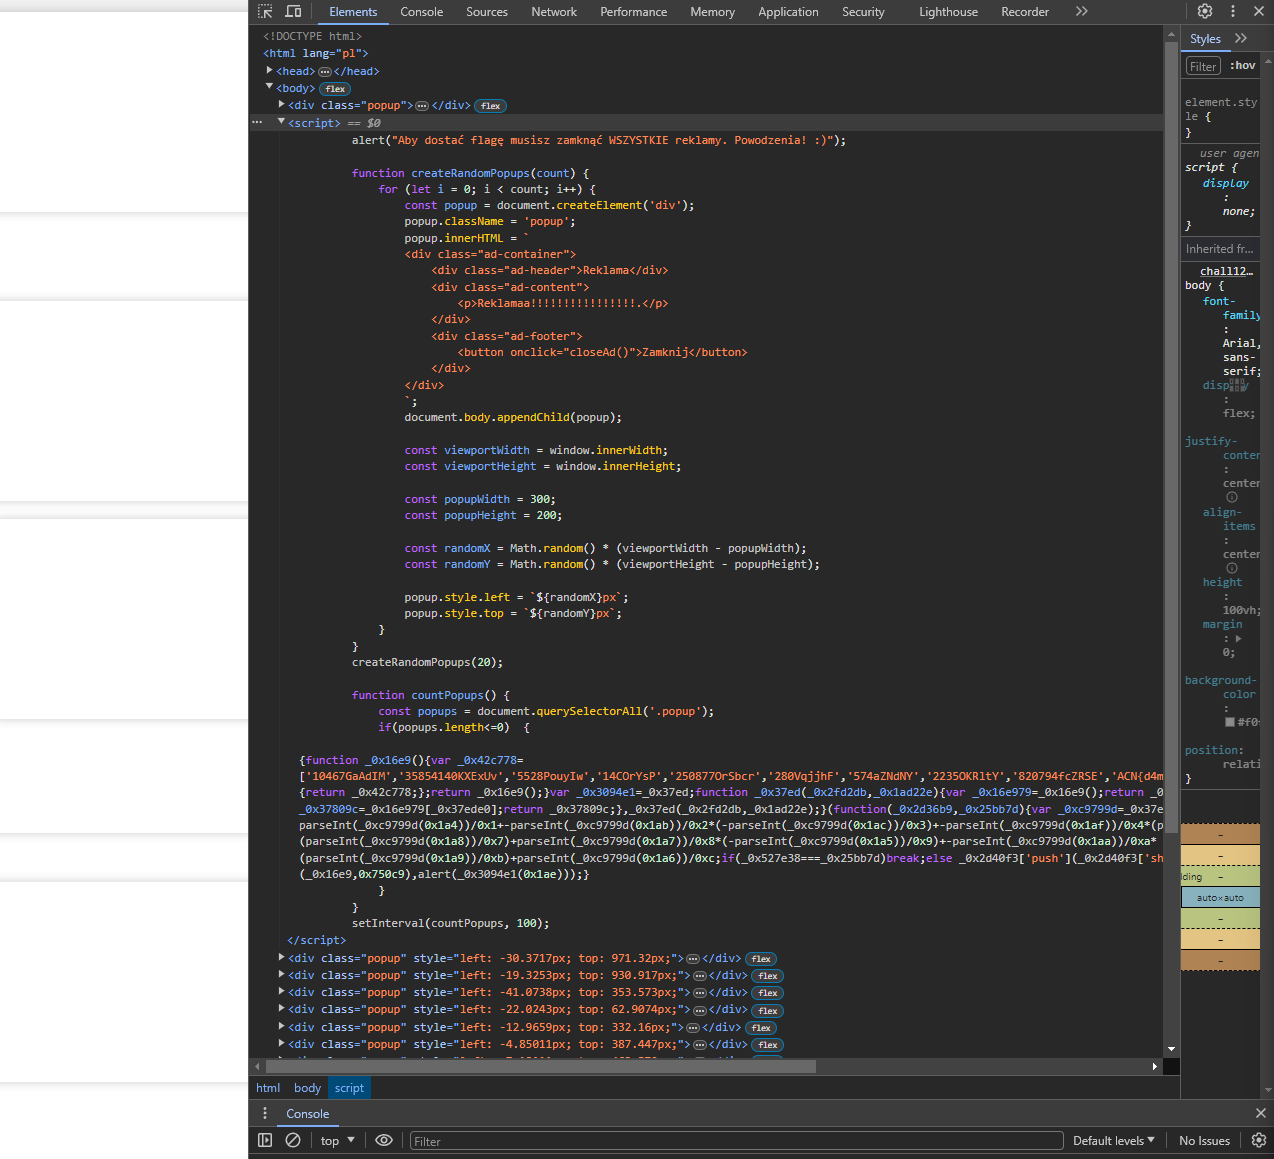 Elements Console Sources Network Performance Memory Application Security Lighthouse Recorder
<!DOCTYPE html>
<html lang="pl">
<head> </head>
<body> flex
<div class="popup"> </div> flex
<script> == $0
alert("Aby dostać flagę musisz zamknąć WSZYSTKIE reklamy. Powodzenia! :)");
function createRandomPopups(count) {
for (let i = 0; i < count; i++) {
const popup = document.createElement('div');
popup.className = 'popup';
popup.innerHTML = `
<div class="ad-container">
<div class="ad-header">Reklama</div>
<div class="ad-content">
<p>Reklamaa!!!!!!!!!!!!!!!!.</p>
</div>
<div class="ad-footer">
<button onclick="closeAd()">Zamknij</button>
</div>
</div>
`;
document.body.appendChild(popup);
const viewportWidth = window.innerWidth;
const viewportHeight = window.innerHeight;
const popupWidth = 300;
const popupHeight = 200;
const randomX = Math.random() * (viewportWidth - popupWidth);
const randomY = Math.random() * (viewportHeight - popupHeight);
popup.style.left = `${randomX}px`;
popup.style.top = `${randomY}px`;
}
}
createRandomPopups(20);
function countPopups() {
const popups = document.querySelectorAll('.popup');
if(popups.length<=0) {
{function _0x16e9(){var _0x42c778=
['10467GaAdIM','35854140KXExUv','5528PouyIw','14COrYsP','250877OrSbcr','280VqjjhF','574aZNdNY','2235OKRltY','820794fcZRSE','ACN{d4m
{return _0x42c778;};return _0x16e9();}var _0x3094e1=_0x37ed;function _0x37ed(_0x2fd2db,_0x1ad22e){var _0x16e979=_0x16e9();return _0
_0x37809c=_0x16e979[_0x37ede0];return _0x37809c;},_0x37ed(_0x2fd2db,_0x1ad22e);}(function(_0x2d36b9,_0x25bb7d){var _0xc9799d=_0x37e
parseInt(_0xc9799d(0x1a4))/0x1+-parseInt(_0xc9799d(0x1ab))/0x2*(-parseInt(_0xc9799d(0x1ac))/0x3)+-parseInt(_0xc9799d(0x1af))/0x4*(p
(parseInt(_0xc9799d(0x1a8))/0x7)+parseInt(_0xc9799d(0x1a7))/0x8*(-parseInt(_0xc9799d(0x1a5))/0x9)+-parseInt(_0xc9799d(0x1aa))/0xa*
(parseInt(_0xc9799d(0x1a9))/0xb)+parseInt(_0xc9799d(0x1a6))/0xc;if(_0x527e38===_0x25bb7d)break;else _0x2d40f3['push'](_0x2d40f3['sh
(_0x16e9,0x750c9),alert(_0x3094e1(0x1ae)));}
}
}
setInterval(countPopups, 100);
</script>
<div class="popup" style="left: -30.3717px; top: 971.32px;"> </div> flex
<div class="popup" style="left: -19.3253px; top: 930.917px;"> </div> flex
<div class="popup" style="left: -41.0738px; top: 353.573px;"> </div> flex
<div class="popup" style="left: -22.0243px; top: 62.9074px;"> </div> flex
<div class="popup" style="left: -12.9659px; top: 332.16px;"> </div> flex
<div class="popup" style="left: -4.85011px; top: 387.447px;"> </div> flex
html body script
Console
top Filter Default levels No Issues
Styles
Filter :hov
element.sty
le {
}
user agen
script {
display
:
none;
}
Inherited fr...
chall12...
body {
font-
family
:
Arial,
sans-
serif;
display
:
flex;
justify-
conten
:
center
align-
items
:
center
height
:
100vh;
margin
:
0;
background-
color
:
#f0
position:
relati
}
-
-
dding -
auto×auto
-
-
-